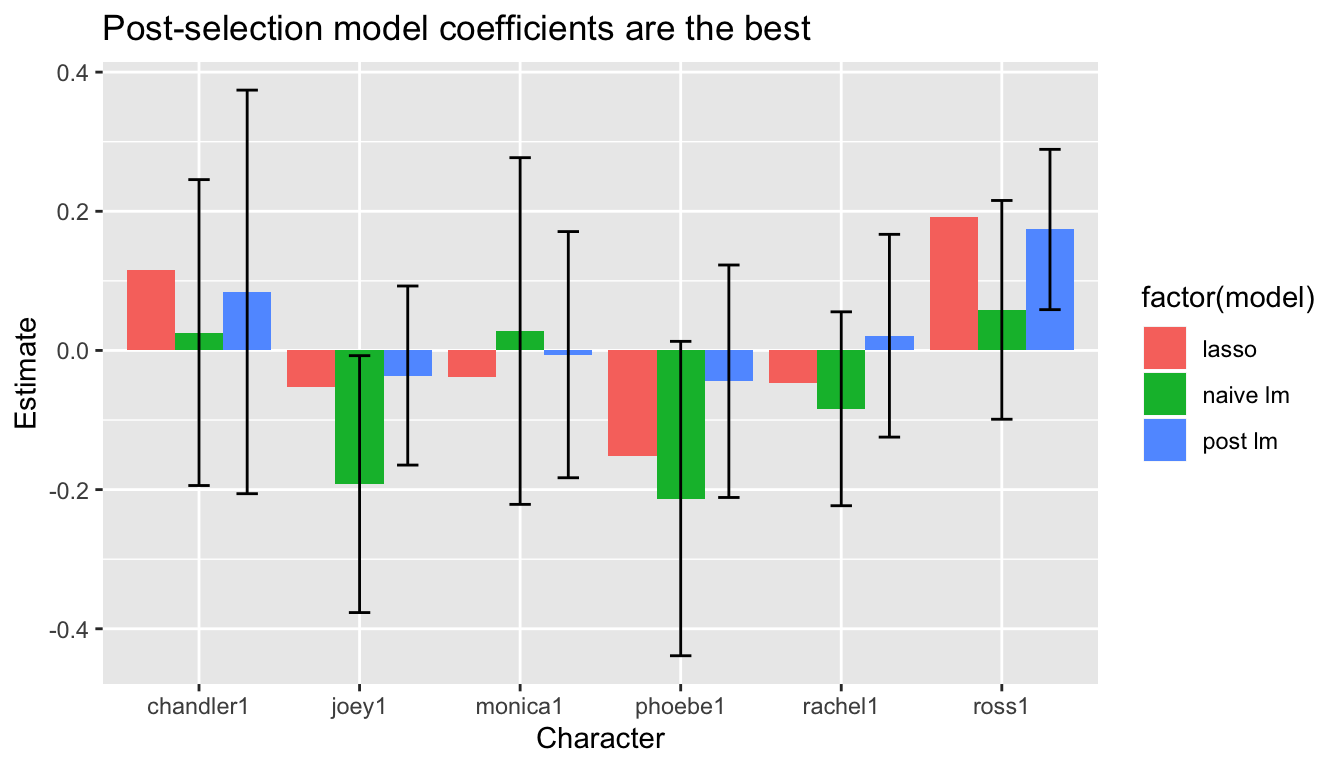 Post-selection model coefficients are the best
0.4
0.2
0.0
-0.2
-0.4
Estimate
chandler1 joey1 monica1 phoebe1 rachel1 ross1
Character
factor(model)
lasso
naive lm
post lm